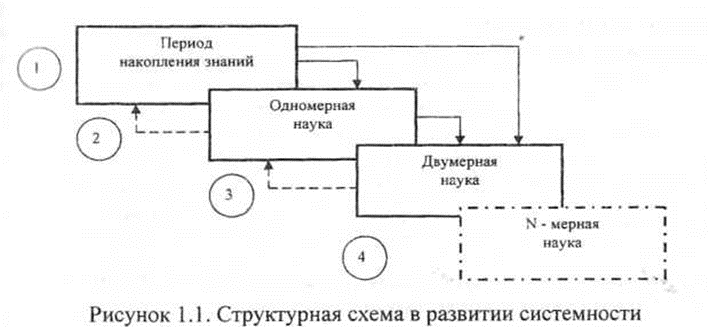 1
Период
накопления знаний
2
Одномерная
наука
3
Двумерная
наука
4
N - мерная
наука
Рисунок 1.1. Структурная схема в развитии системности